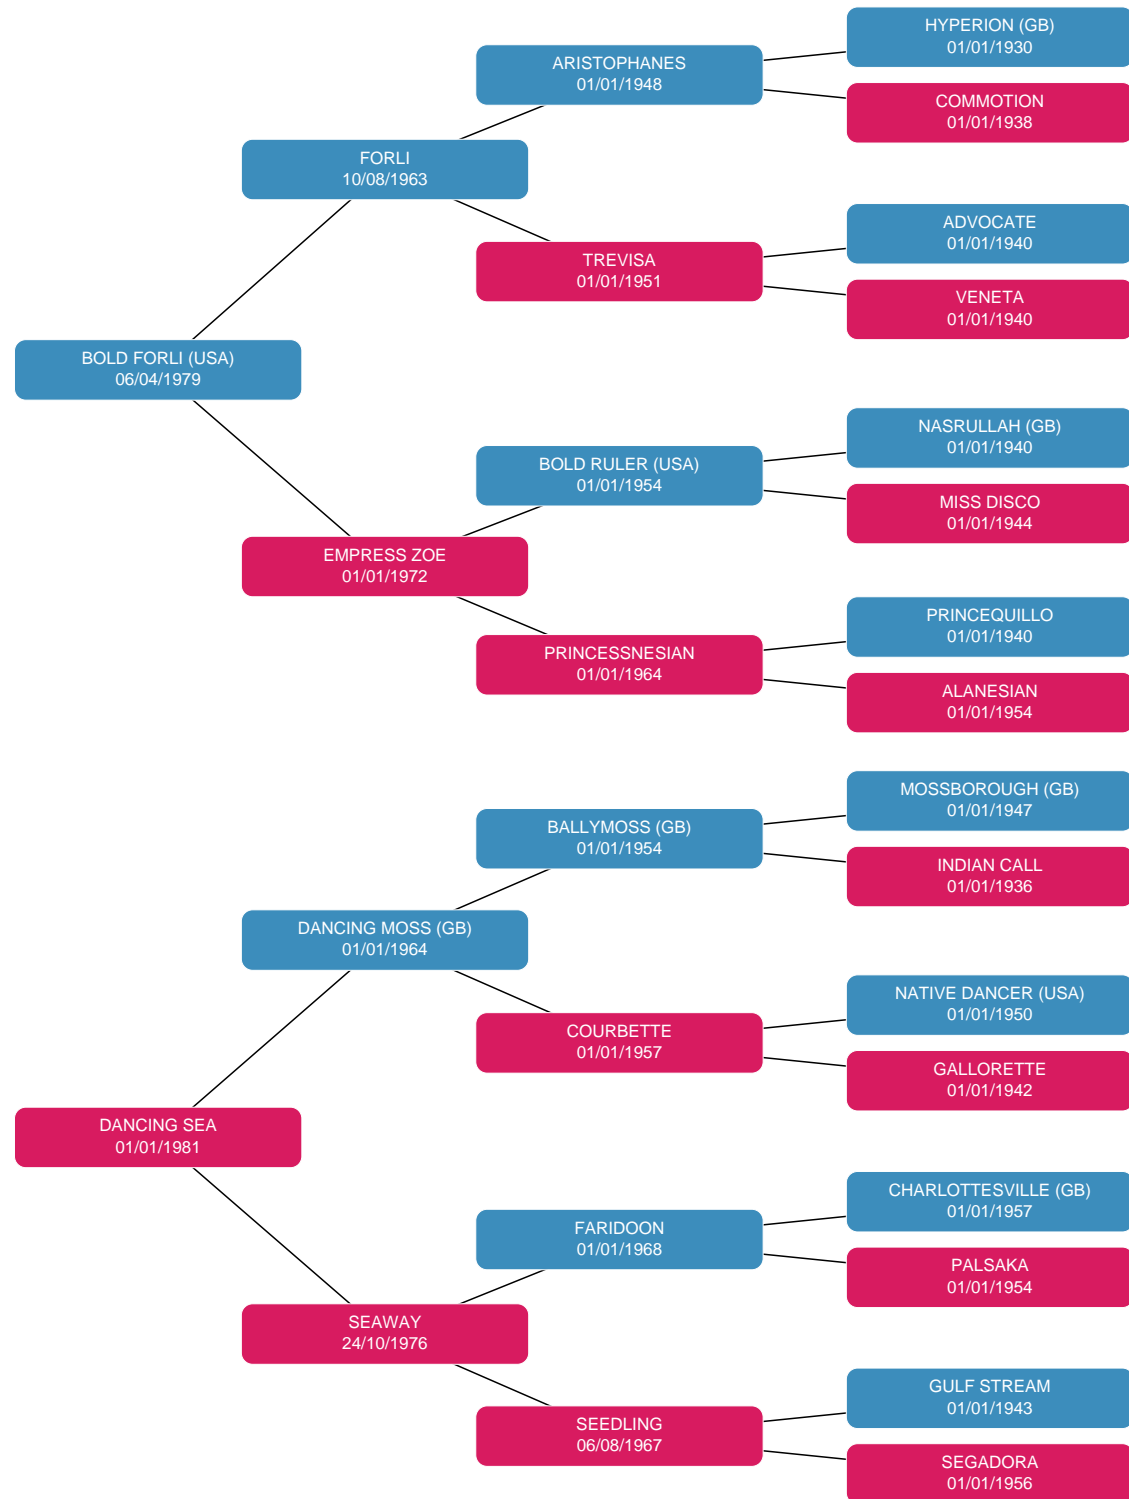 HYPERION (GB)
01/01/1930
ARISTOPHANES
01/01/1948
COMMOTION
01/01/1938
FORLI
10/08/1963
ADVOCATE
01/01/1940
TREVISA
01/01/1951
VENETA
01/01/1940
BOLD FORLI (USA)
06/04/1979
NASRULLAH (GB)
01/01/1940
BOLD RULER (USA)
01/01/1954
MISS DISCO
01/01/1944
EMPRESS ZOE
01/01/1972
PRINCEQUILLO
01/01/1940
PRINCESSNESIAN
01/01/1964
ALANESIAN
01/01/1954
MOSSBOROUGH (GB)
01/01/1947
BALLYMOSS (GB)
01/01/1954
INDIAN CALL
01/01/1936
DANCING MOSS (GB)
01/01/1964
NATIVE DANCER (USA)
01/01/1950
COURBETTE
01/01/1957
GALLORETTE
01/01/1942
DANCING SEA
01/01/1981
CHARLOTTESVILLE (GB)
01/01/1957
FARIDOON
01/01/1968
PALSAKA
01/01/1954
SEAWAY
24/10/1976
GULF STREAM
01/01/1943
SEEDLING
06/08/1967
SEGADORA
01/01/1956